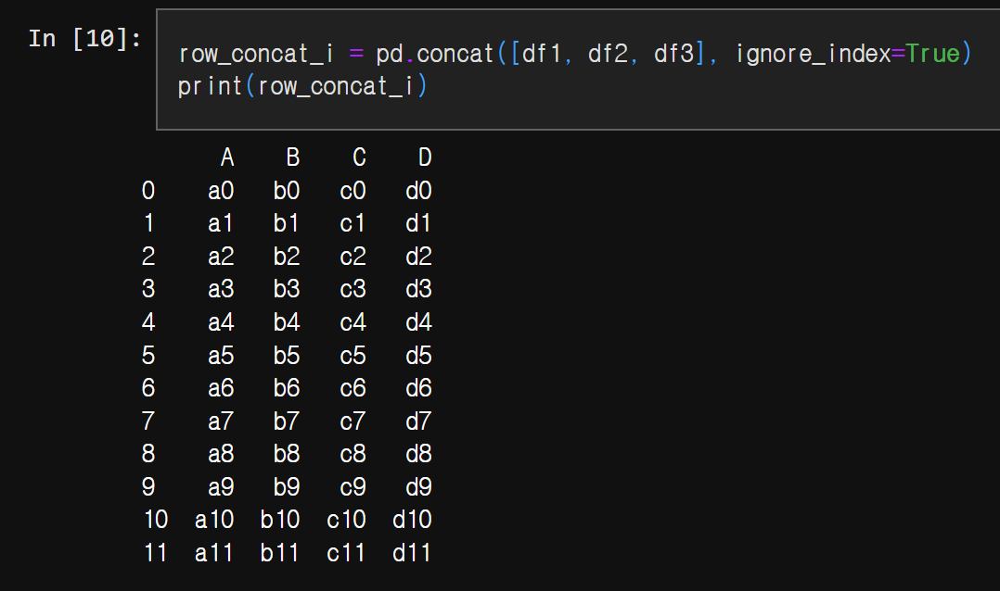 In [10]:
row_concat_i = pd.concat([df1, df2, df3], ignore_index=True)
print(row_concat_i)
A B C D
0 a0 b0 c0 d0
1 a1 b1 c1 d1
2 a2 b2 c2 d2
3 a3 b3 c3 d3
4 a4 b4 c4 d4
5 a5 b5 c5 d5
6 a6 b6 c6 d6
7 a7 b7 c7 d7
8 a8 b8 c8 d8
9 a9 b9 c9 d9
10 a10 b10 c10 d10
11 a11 b11 c11 d11